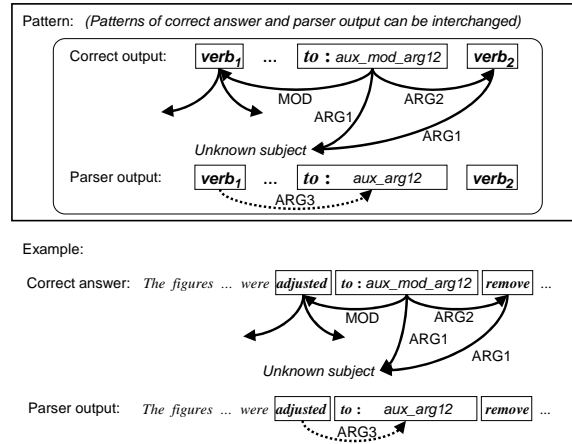 Pattern: (Patterns of correct answer and parser output can be interchanged)
Correct output: verb1 ... to : aux_mod_arg12 verb2
MOD ARG2
ARG1
ARG1
Unknown subject
Parser output: verb1 ... to : aux_arg12 verb2
ARG3
Example:
Correct answer: The figures ... were adjusted to : aux_mod_arg12 remove ...
MOD ARG2
ARG1
ARG1
Unknown subject
Parser output: The figures ... were adjusted to : aux_arg12 remove ...
ARG3